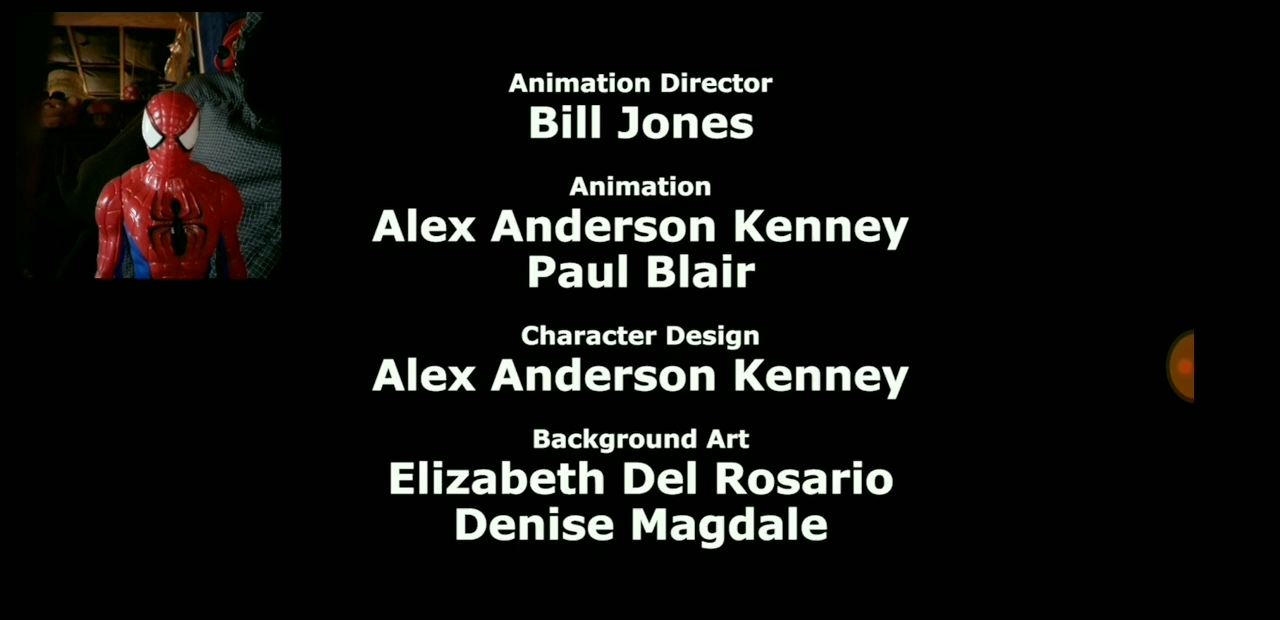 Animation Director
Bill Jones
Animation
Alex Anderson Kenney
Paul Blair
Character Design
Alex Anderson Kenney
Background Art
Elizabeth Del Rosario
Denise Magdale